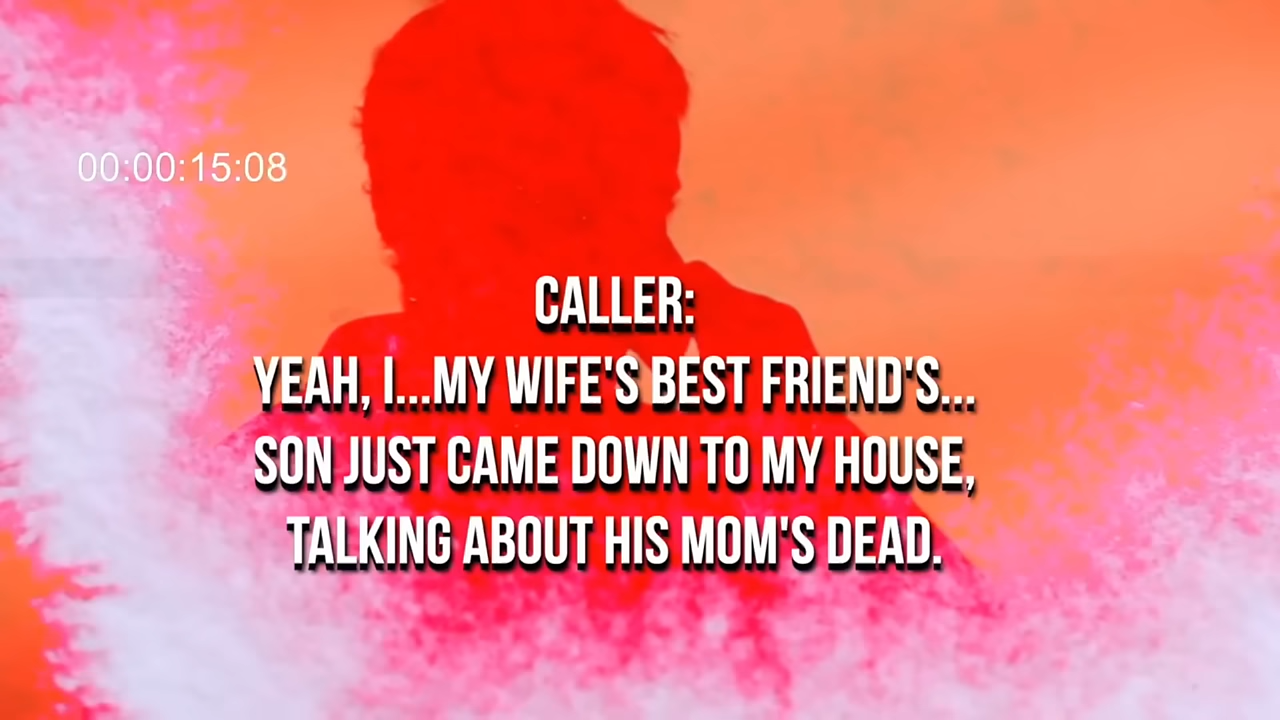 00:00:15:08
CALLER:
YEAH, I...MY WIFE'S BEST FRIEND'S...
SON JUST CAME DOWN TO MY HOUSE,
TALKING ABOUT HIS MOM'S DEAD.